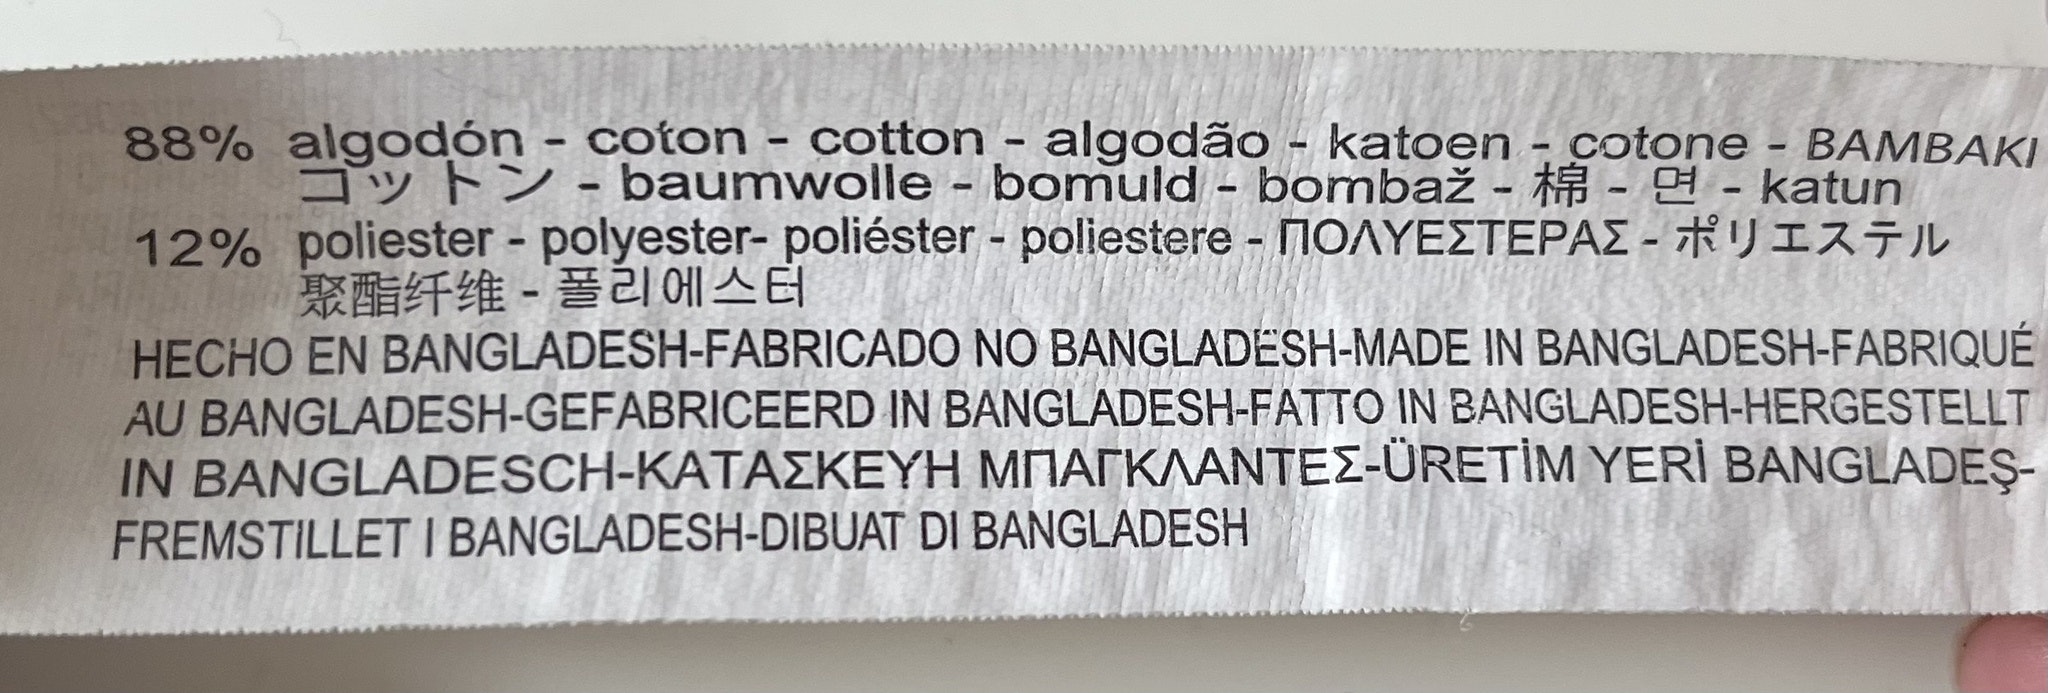 88% algodón - coton - cotton - algodão - katoen - cotone - BAMBAKI
コットン - baumwolle - bomuld - bombaž - 棉 - 면 - katun
12% poliester - polyester- poliéster - poliestere - ΠΟΛΥΕΣΤΕΡΑΣ - ポリエステル
聚酯纤维 - 폴리에스터
HECHO EN BANGLADESH-FABRICADO NO BANGLADESH-MADE IN BANGLADESH-FABRIQUÉ
AU BANGLADESH-GEFABRICEERD IN BANGLADESH-FATTO IN BANGLADESH-HERGESTELLT
IN BANGLADESCH-ΚΑΤΑΣΚΕΥΗ ΜΠΑΓΚΛΑΝΤΕΣ-ÜRETİM YERİ BANGLADEŞ-
FREMSTILLET I BANGLADESH-DIBUAT DI BANGLADESH